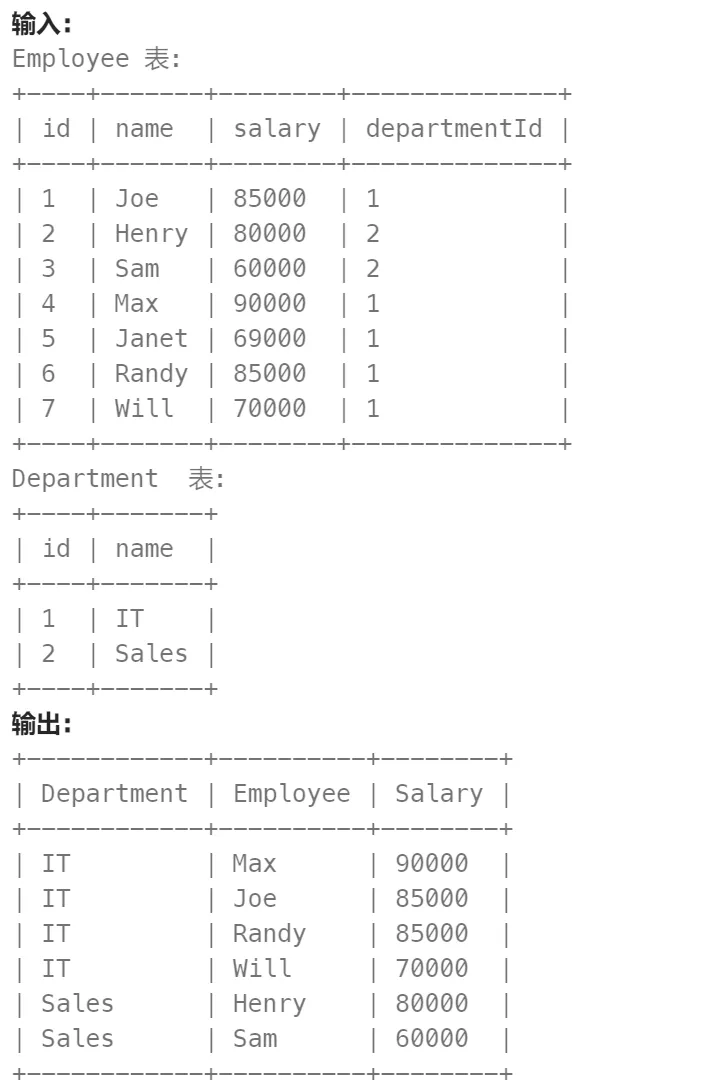 输入:
Employee 表:
+----+-------+--------+--------------+
| id | name  | salary | departmentId |
+----+-------+--------+--------------+
| 1  | Joe   | 85000  | 1            |
| 2  | Henry | 80000  | 2            |
| 3  | Sam   | 60000  | 2            |
| 4  | Max   | 90000  | 1            |
| 5  | Janet | 69000  | 1            |
| 6  | Randy | 85000  | 1            |
| 7  | Will  | 70000  | 1            |
+----+-------+--------+--------------+
Department  表:
+----+-------+
| id | name  |
+----+-------+
| 1  | IT    |
| 2  | Sales |
+----+-------+
输出:
+------------+----------+--------+
| Department | Employee | Salary |
+------------+----------+--------+
| IT         | Max      | 90000  |
| IT         | Joe      | 85000  |
| IT         | Randy    | 85000  |
| IT         | Will     | 70000  |
| Sales      | Henry    | 80000  |
| Sales      | Sam      | 60000  |
+------------+----------+--------+